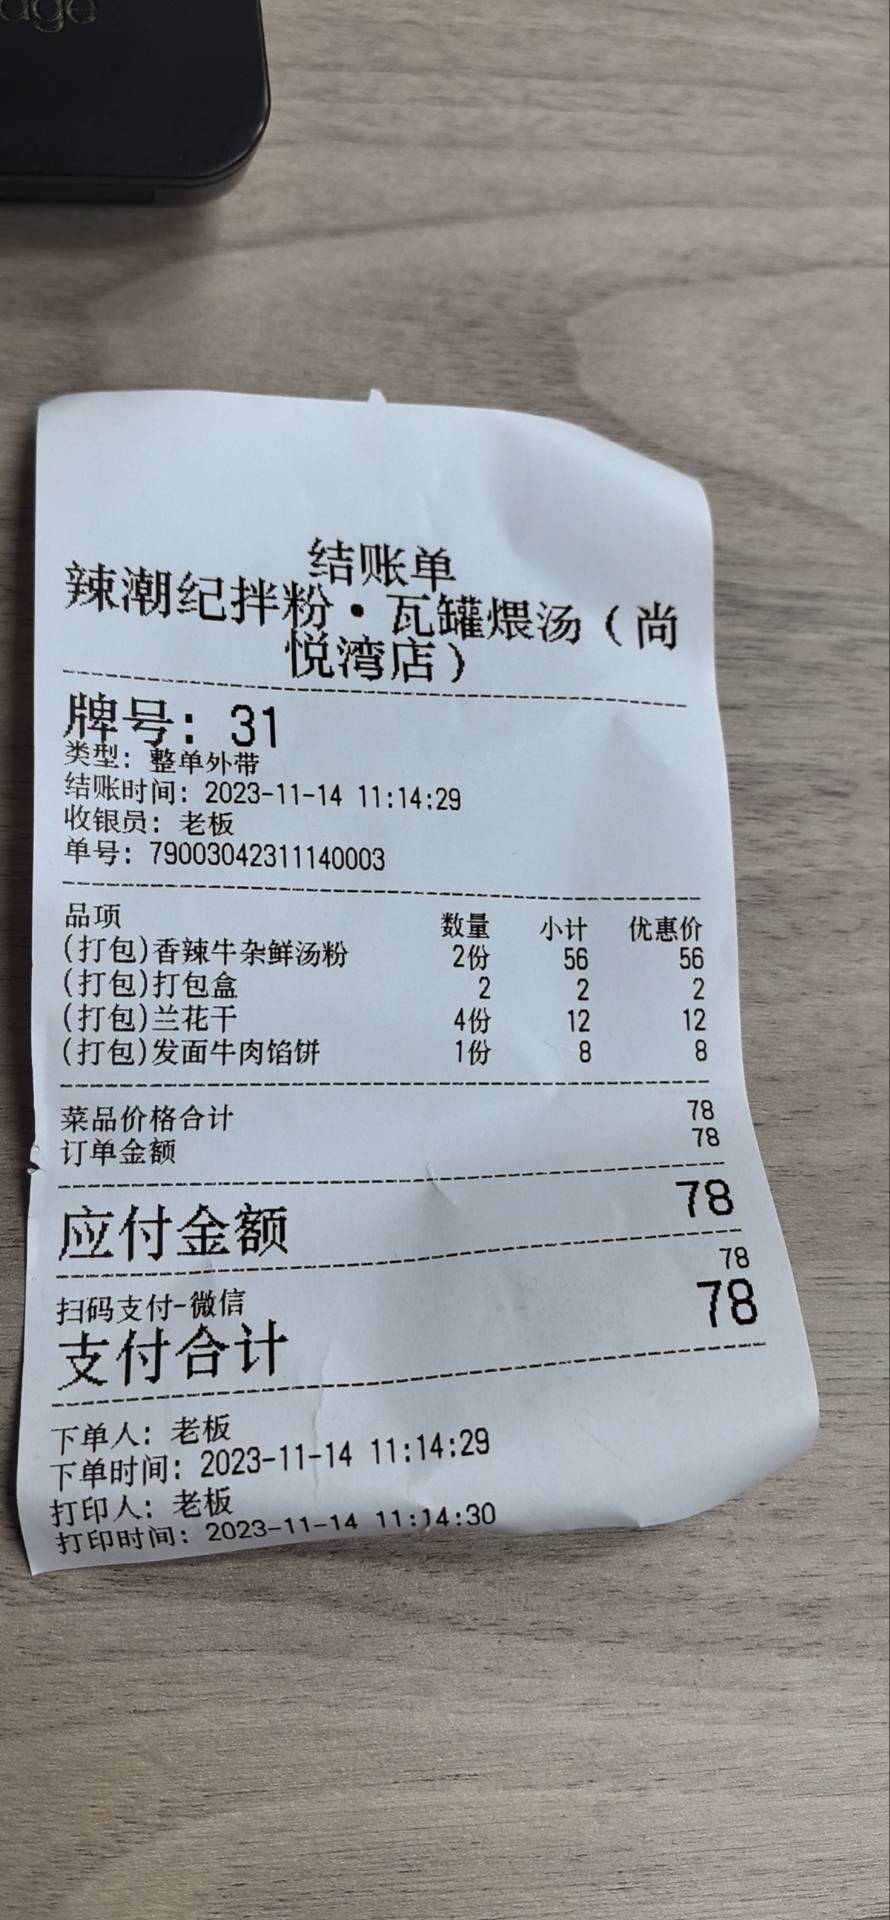 age
结账单
辣潮纪拌粉·瓦罐煨汤(尚
悦湾店)
牌号: 31
类型: 整单外带
结账时间: 2023-11-14 11:14:29
收银员: 老板
单号: 79003042311140003
品项 数量 小计 优惠价
(打包)香辣牛杂鲜汤粉 2份 56 56
(打包)打包盒 2 2 2
(打包)兰花干 4份 12 12
(打包)发面牛肉馅饼 1份 8 8
菜品价格合计 78
订单金额 78
应付金额 78
扫码支付-微信 78
支付合计 78
下单人: 老板
下单时间: 2023-11-14 11:14:29
打印人: 老板
打印时间: 2023-11-14 11:14:30